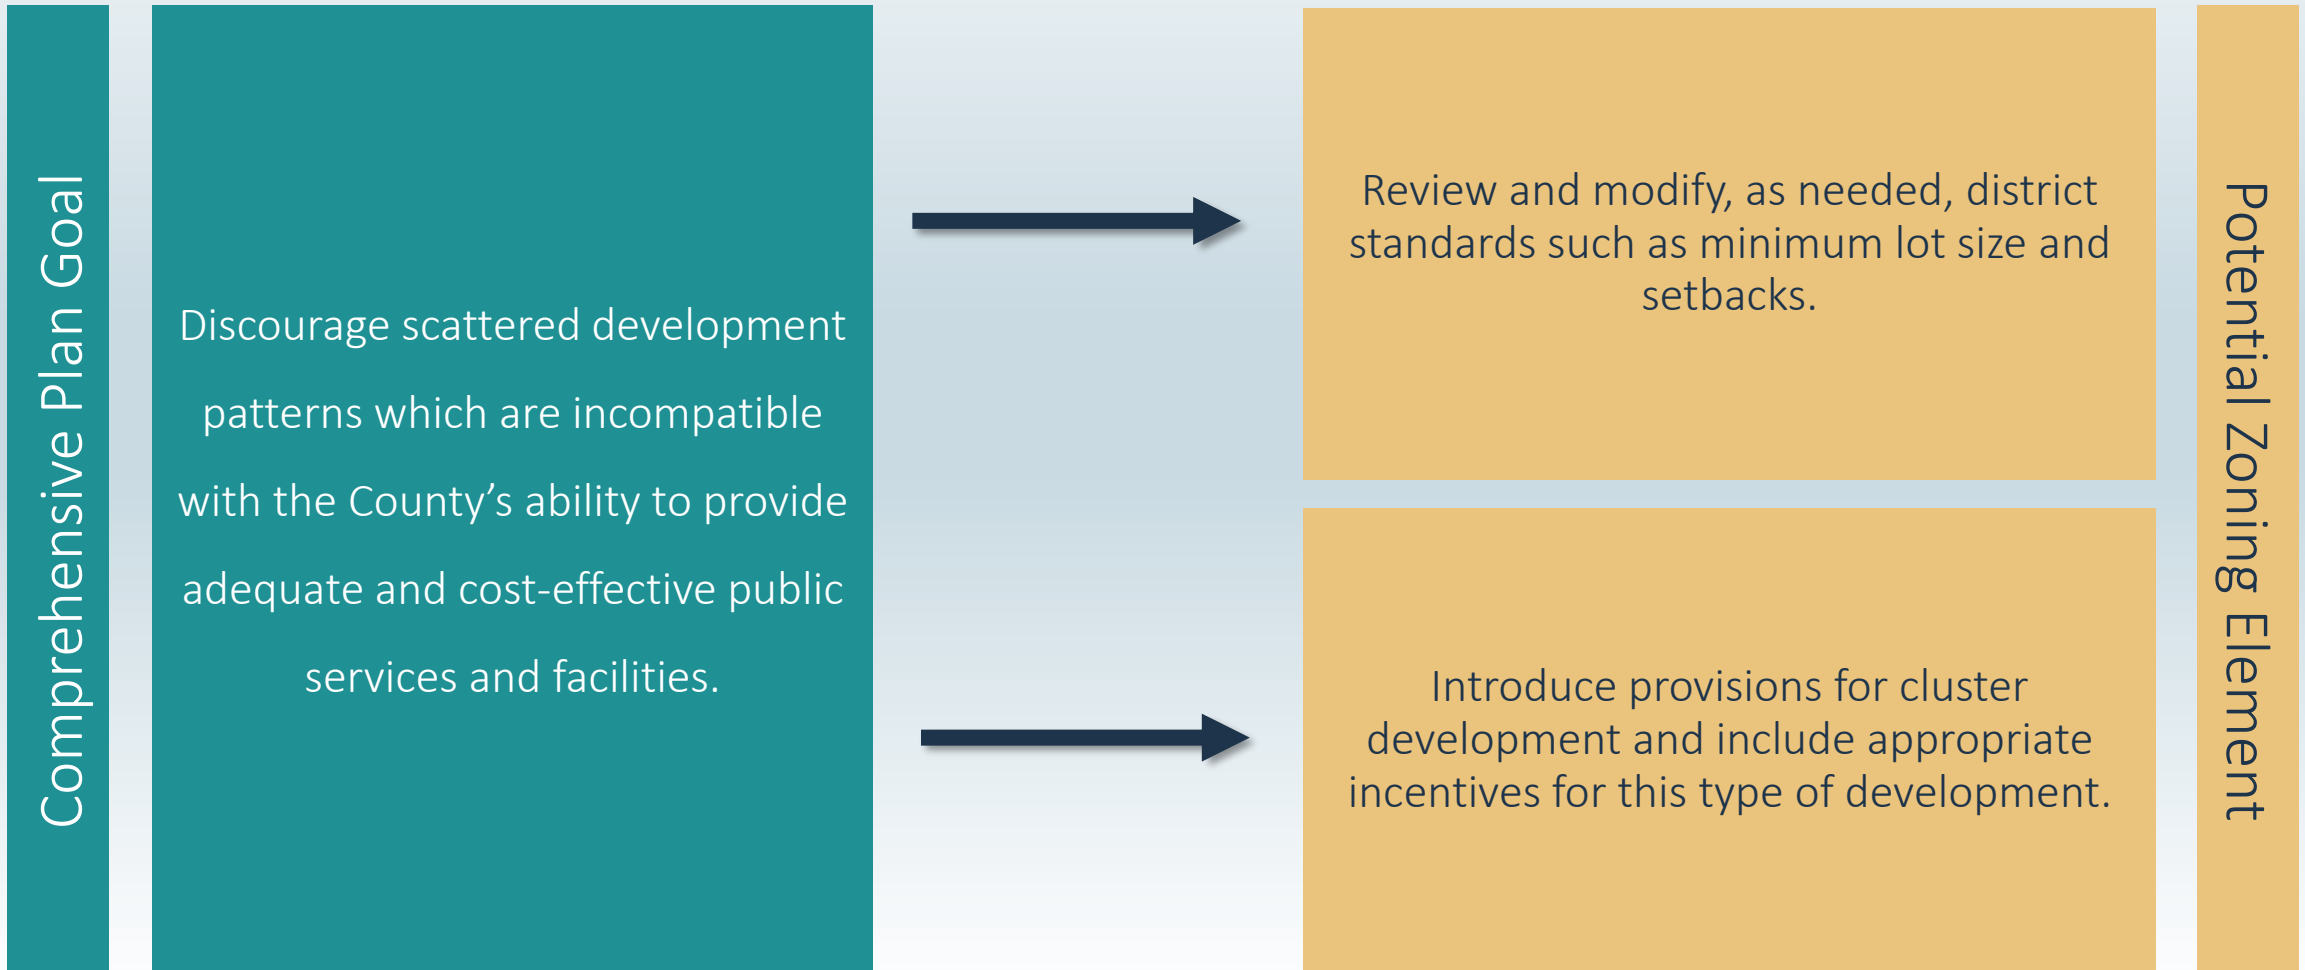 Comprehensive Plan Goal
Discourage scattered development
patterns which are incompatible
with the County’s ability to provide
adequate and cost-effective public
services and facilities.
Review and modify, as needed, district
standards such as minimum lot size and
setbacks.
Introduce provisions for cluster
development and include appropriate
incentives for this type of development.
Potential Zoning Element